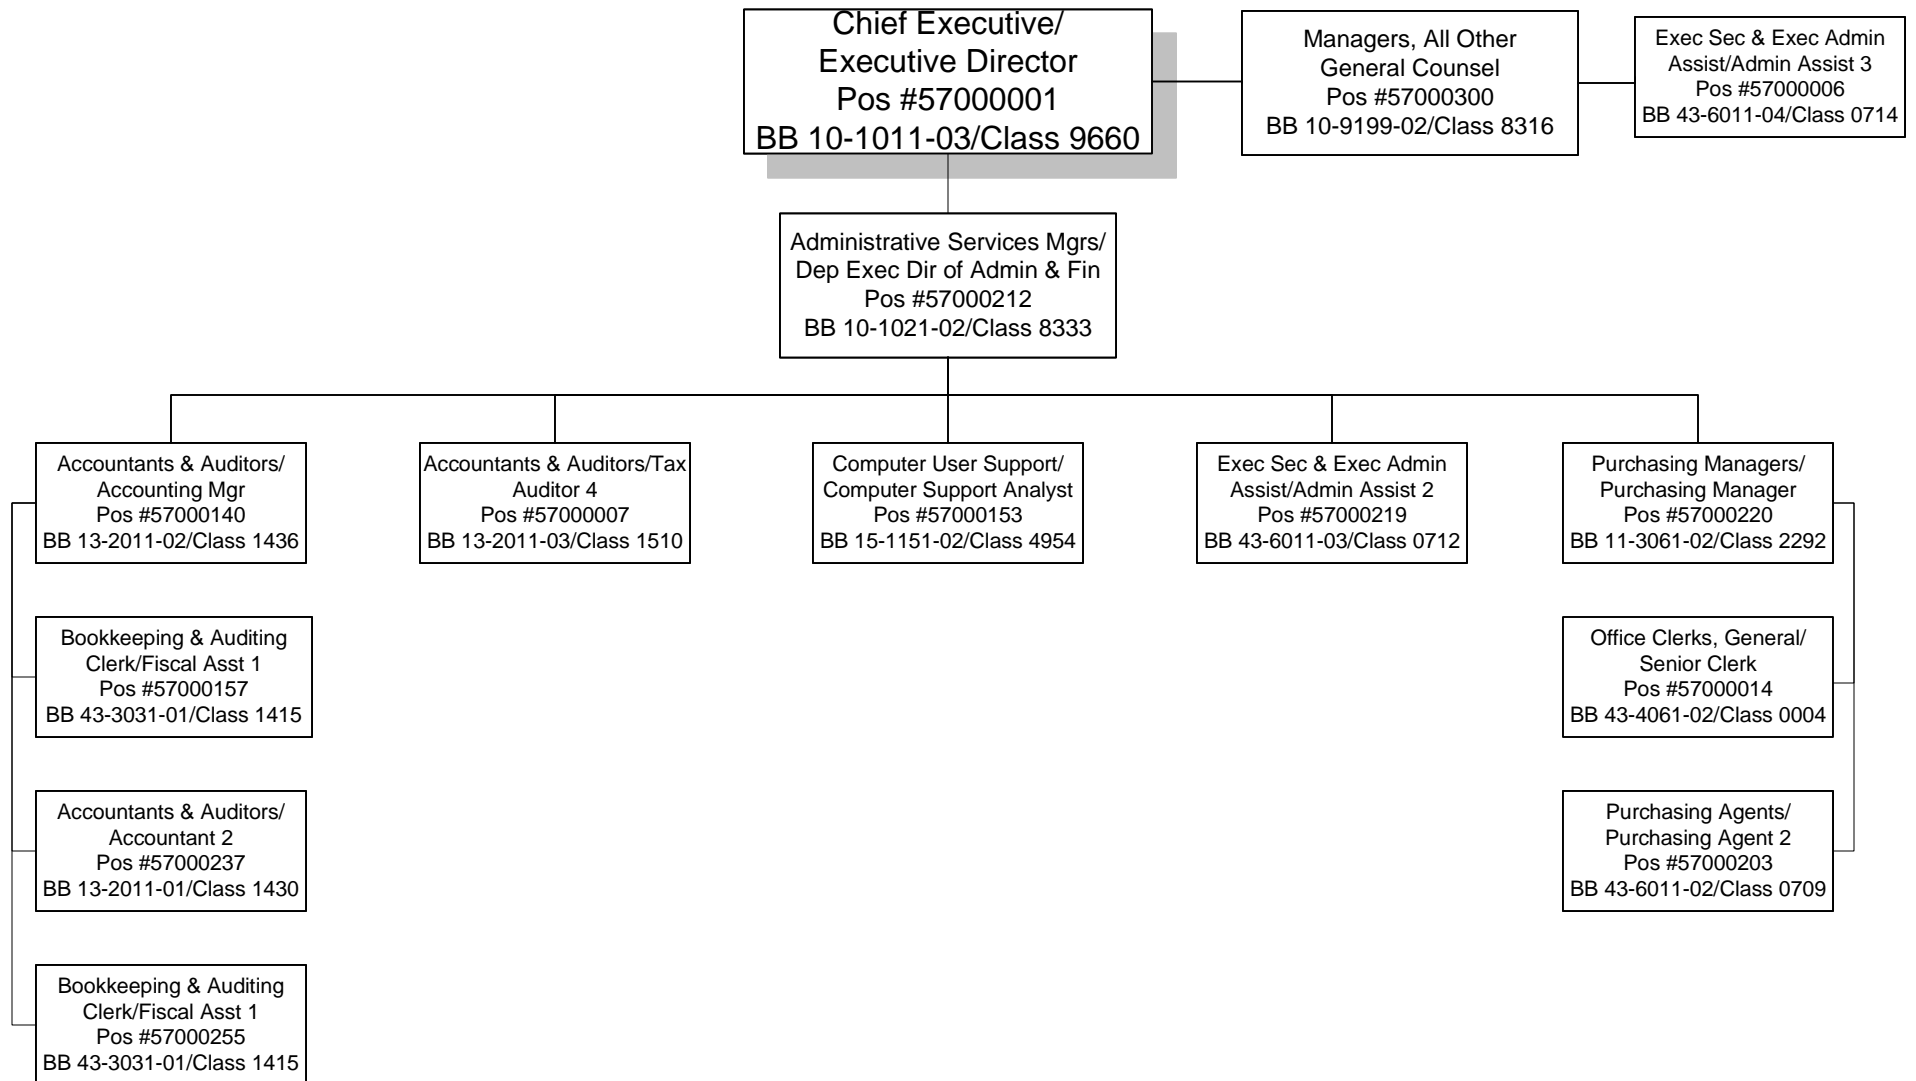 Chief Executive/
Executive Director
Pos #57000001
BB 10-1011-03/Class 9660
Managers, All Other
General Counsel
Pos #57000300
BB 10-9199-02/Class 8316
Exec Sec & Exec Admin
Assist/Admin Assist 3
Pos #57000006
BB 43-6011-04/Class 0714
Administrative Services Mgrs/
Dep Exec Dir of Admin & Fin
Pos #57000212
BB 10-1021-02/Class 8333
Accountants & Auditors/
Accounting Mgr
Pos #57000140
BB 13-2011-02/Class 1436
Accountants & Auditors/Tax
Auditor 4
Pos #57000007
BB 13-2011-03/Class 1510
Computer User Support/
Computer Support Analyst
Pos #57000153
BB 15-1151-02/Class 4954
Exec Sec & Exec Admin
Assist/Admin Assist 2
Pos #57000219
BB 43-6011-03/Class 0712
Purchasing Managers/
Purchasing Manager
Pos #57000220
BB 11-3061-02/Class 2292
Bookkeeping & Auditing
Clerk/Fiscal Asst 1
Pos #57000157
BB 43-3031-01/Class 1415
Office Clerks, General/
Senior Clerk
Pos #57000014
BB 43-4061-02/Class 0004
Accountants & Auditors/
Accountant 2
Pos #57000237
BB 13-2011-01/Class 1430
Purchasing Agents/
Purchasing Agent 2
Pos #57000203
BB 43-6011-02/Class 0709
Bookkeeping & Auditing
Clerk/Fiscal Asst 1
Pos #57000255
BB 43-3031-01/Class 1415